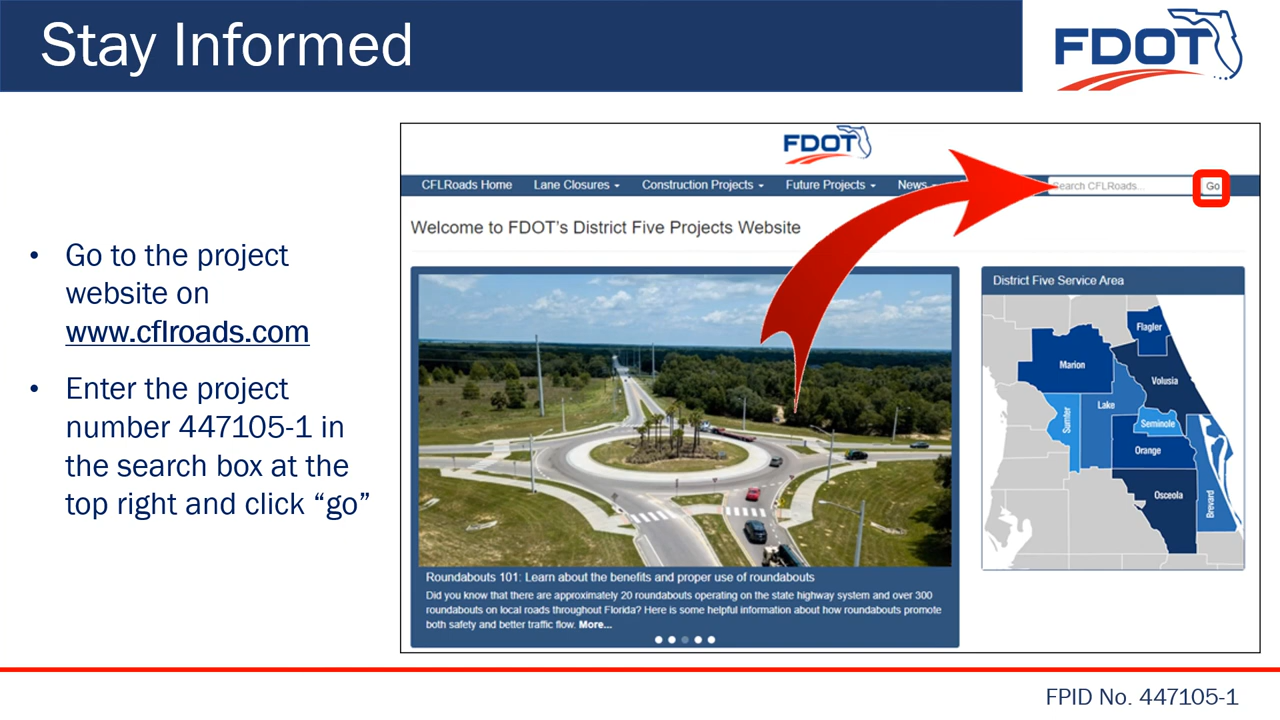 Stay Informed
FDOT
• Go to the project
website on
www.cflroads.com
• Enter the project
number 447105-1 in
the search box at the
top right and click “go”
FDOT
CFLRoads Home Lane Closures Construction Projects Future Projects News Search CFLRoads... Go
Welcome to FDOT's District Five Projects Website
District Five Service Area
Flagler
Marion
Volusia
Lake
Sumter
Seminole
Orange
Osceola
Brevard
Roundabouts 101: Learn about the benefits and proper use of roundabouts
Did you know that there are approximately 20 roundabouts operating on the state highway system and over 300
roundabouts on local roads throughout Florida? Here is some helpful information about how roundabouts promote
both safety and better traffic flow. More...
FPID No. 447105-1